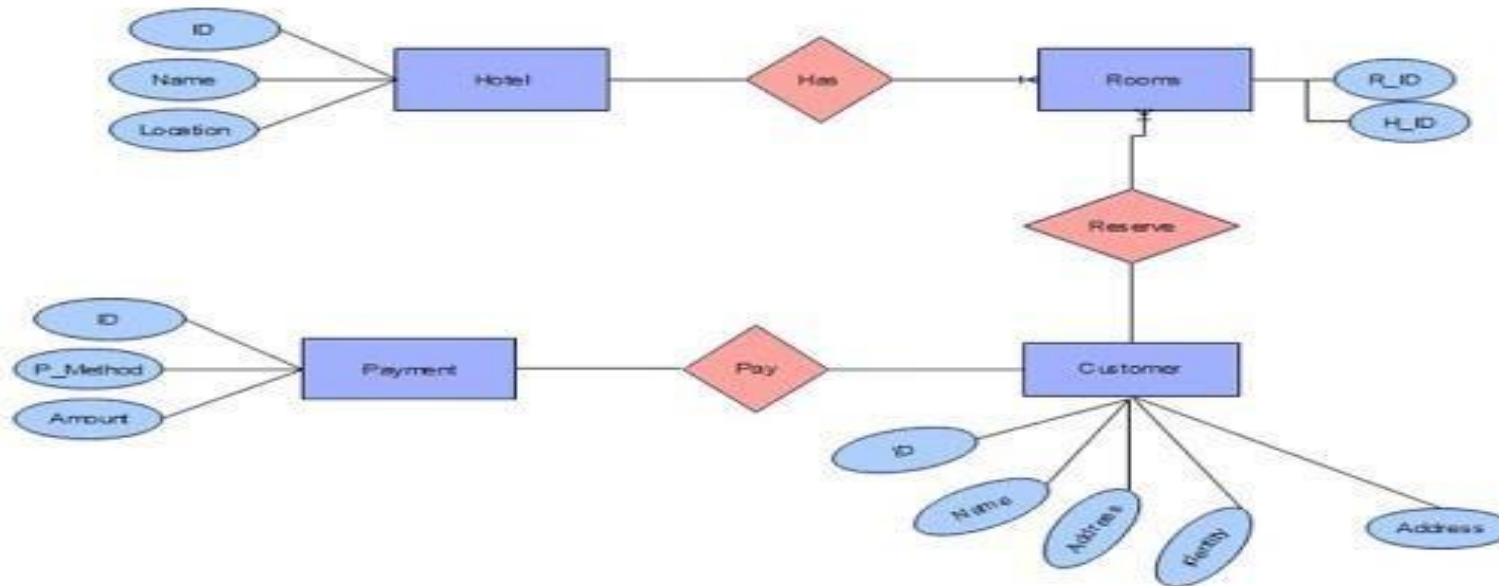 ID
Name
Location
Hotel
Has
Rooms
R_ID
H_ID
Reserve
ID
P_Method
Amount
Payment
Pay
Customer
ID
Name
Address
Identity
Address